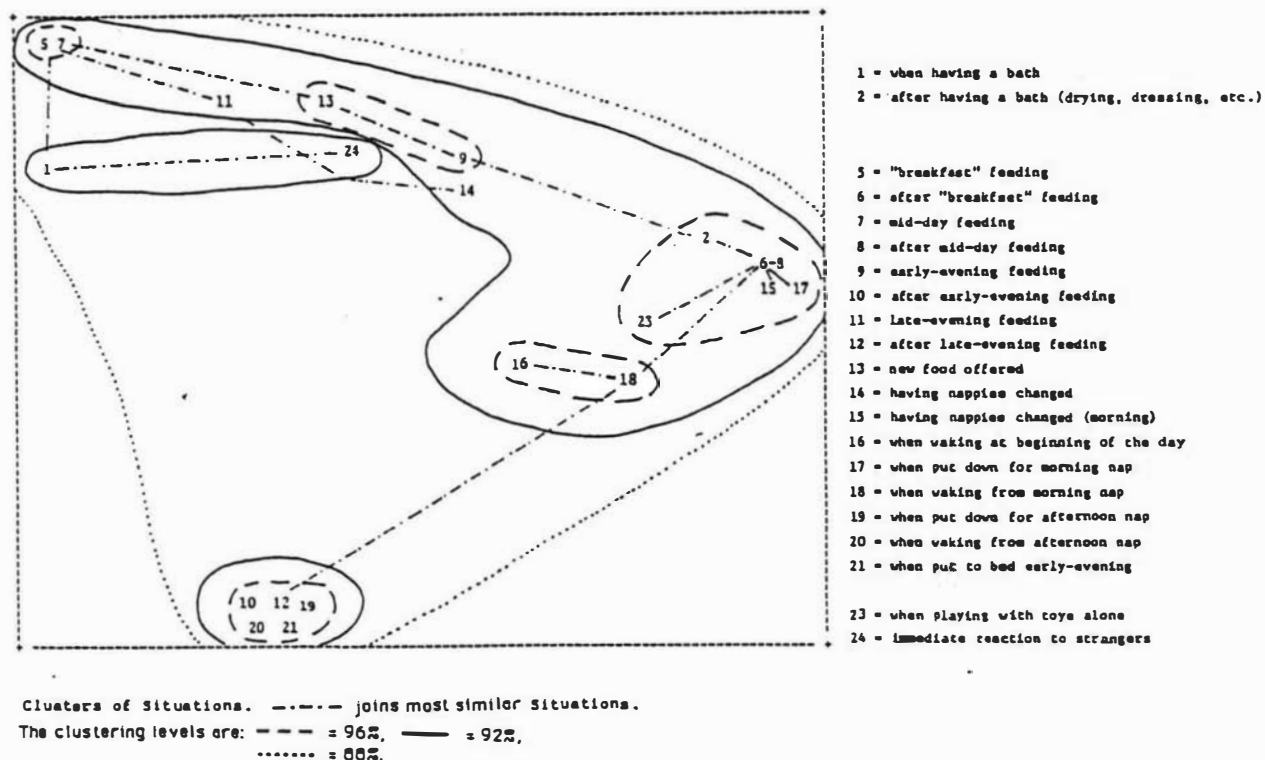 5 7
11
13
1
24
9
14
2
6-8
15 17
23
16
18
10 12 19
20 21
1 = when having a bath
2 = after having a bath (drying, dressing, etc.)
5 = "breakfast" feeding
6 = after "breakfast" feeding
7 = mid-day feeding
8 = after mid-day feeding
9 = early-evening feeding
10 = after early-evening feeding
11 = late-evening feeding
12 = after late-evening feeding
13 = new food offered
14 = having nappies changed
15 = having nappies changed (morning)
16 = when waking at beginning of the day
17 = when put down for morning nap
18 = when waking from morning nap
19 = when put down for afternoon nap
20 = when waking from afternoon nap
21 = when put to bed early-evening
23 = when playing with toys alone
24 = immediate reaction to strangers
Clusters of Situations. —·—·— joins most similar Situations.
The clustering levels are: – – – = 96%, —— = 92%,
········ = 88%.